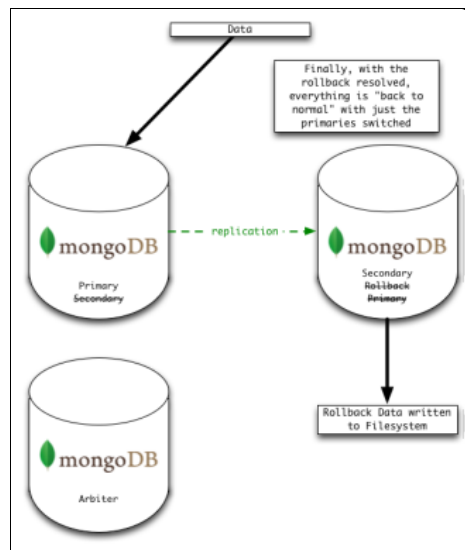 Data
Finally, with the
rollback resolved,
everything is "back to
normal" with just the
primaries switched
mongoDB
replication
mongoDB
Primary
Secondary
Secondary
Rollback
Primary
Rollback Data written
to Filesystem
mongoDB
Arbiter